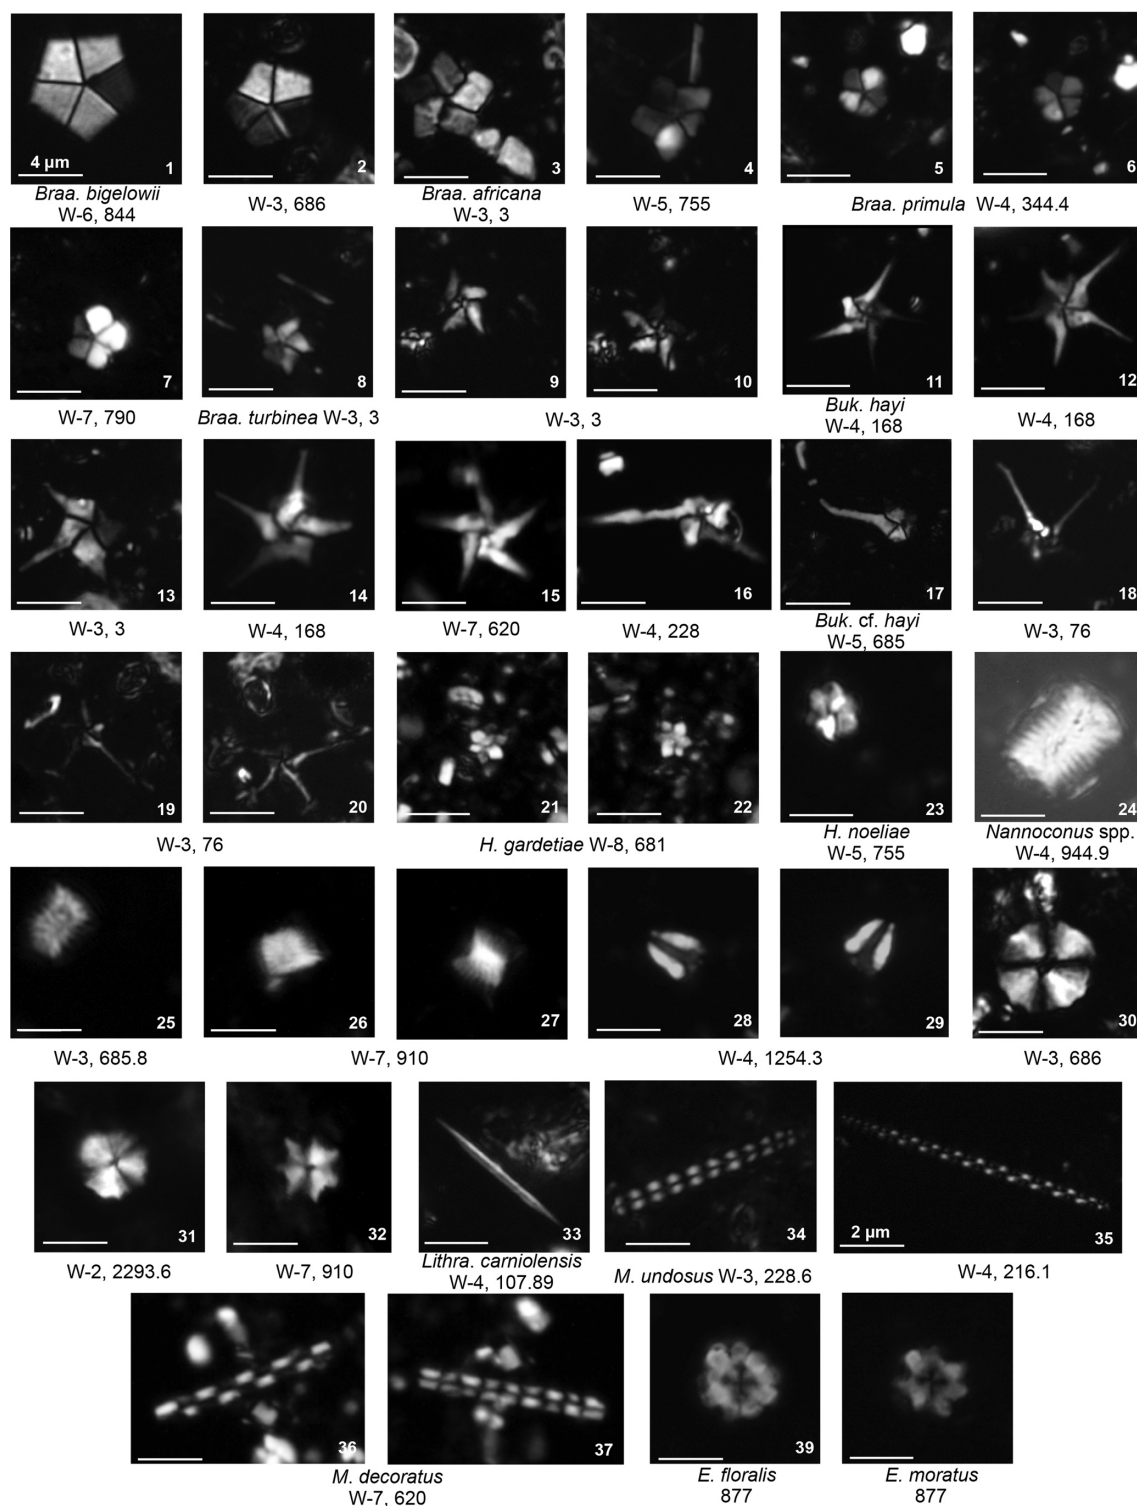 4 µm
1
2
3
4
5
6
Braa. bigelowii
W-6, 844
W-3, 686
Braa. africana
W-3, 3
W-5, 755
Braa. primula W-4, 344.4
7
8
9
10
11
12
W-7, 790
Braa. turbinea W-3, 3
W-3, 3
Buk. hayi
W-4, 168
W-4, 168
13
14
15
16
17
18
W-3, 3
W-4, 168
W-7, 620
W-4, 228
Buk. cf. hayi
W-5, 685
W-3, 76
19
20
21
22
23
24
W-3, 76
H. gardetiae W-8, 681
H. noeliae
W-5, 755
Nannoconus spp.
W-4, 944.9
25
26
27
28
29
30
W-3, 685.8
W-7, 910
W-4, 1254.3
W-3, 686
31
32
33
34
2 µm
35
W-2, 2293.6
W-7, 910
Lithra. carniolensis
W-4, 107.89
M. undosus W-3, 228.6
W-4, 216.1
36
37
39
M. decoratus
W-7, 620
E. floralis
877
E. moratus
877